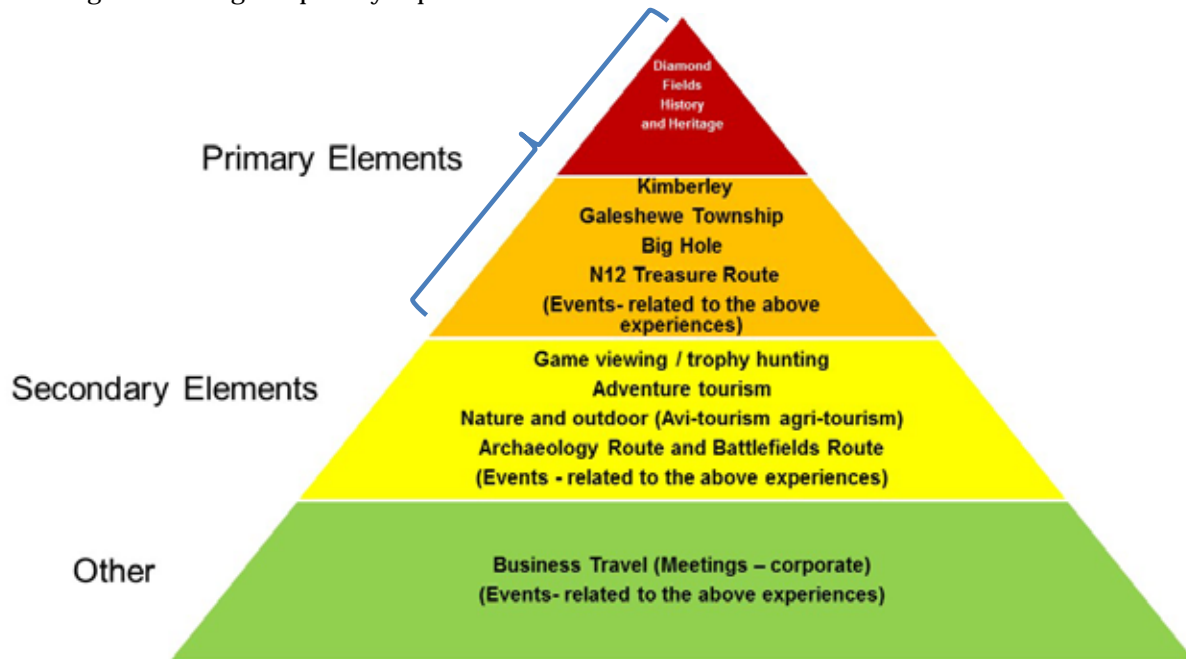 Diamond
Fields
History
and Heritage
Primary Elements
Kimberley
Galeshewe Township
Big Hole
N12 Treasure Route
(Events- related to the above
experiences)
Secondary Elements
Game viewing / trophy hunting
Adventure tourism
Nature and outdoor (Avi-tourism agri-tourism)
Archaeology Route and Battlefields Route
(Events - related to the above experiences)
Other
Business Travel (Meetings – corporate)
(Events- related to the above experiences)